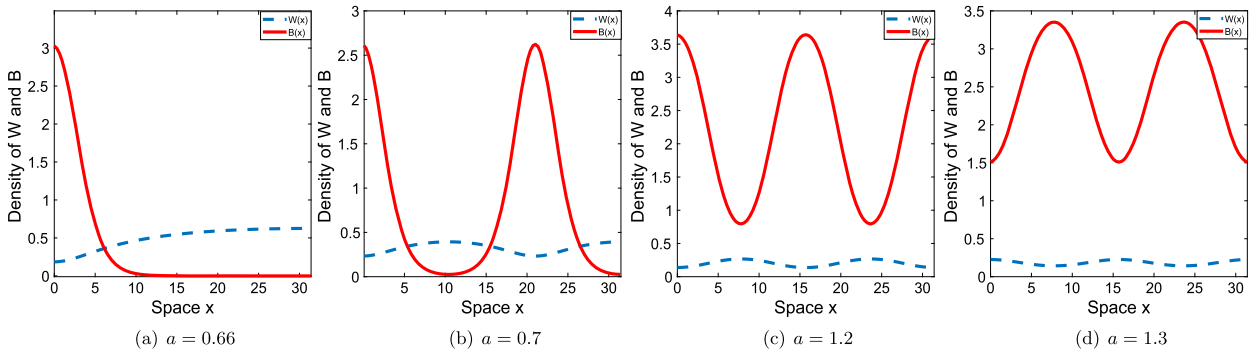 3.5
3
2.5
2
1.5
1
0.5
0
Density of W and B
0 5 10 15 20 25 30
Space x
W(x)
B(x)
(a) a = 0.66
3
2.5
2
1.5
1
0.5
0
Density of W and B
5 10 15 20 25 30
Space x
W(x)
B(x)
(b) a = 0.7
4
3.5
3
2.5
2
1.5
1
0.5
0
Density of W and B
0 5 10 15 20 25 30
Space x
W(x)
B(x)
(c) a = 1.2
3.5
3
2.5
2
1.5
1
0.5
0
Density of W and B
0 5 10 15 20 25 30
Space x
W(x)
B(x)
(d) a = 1.3